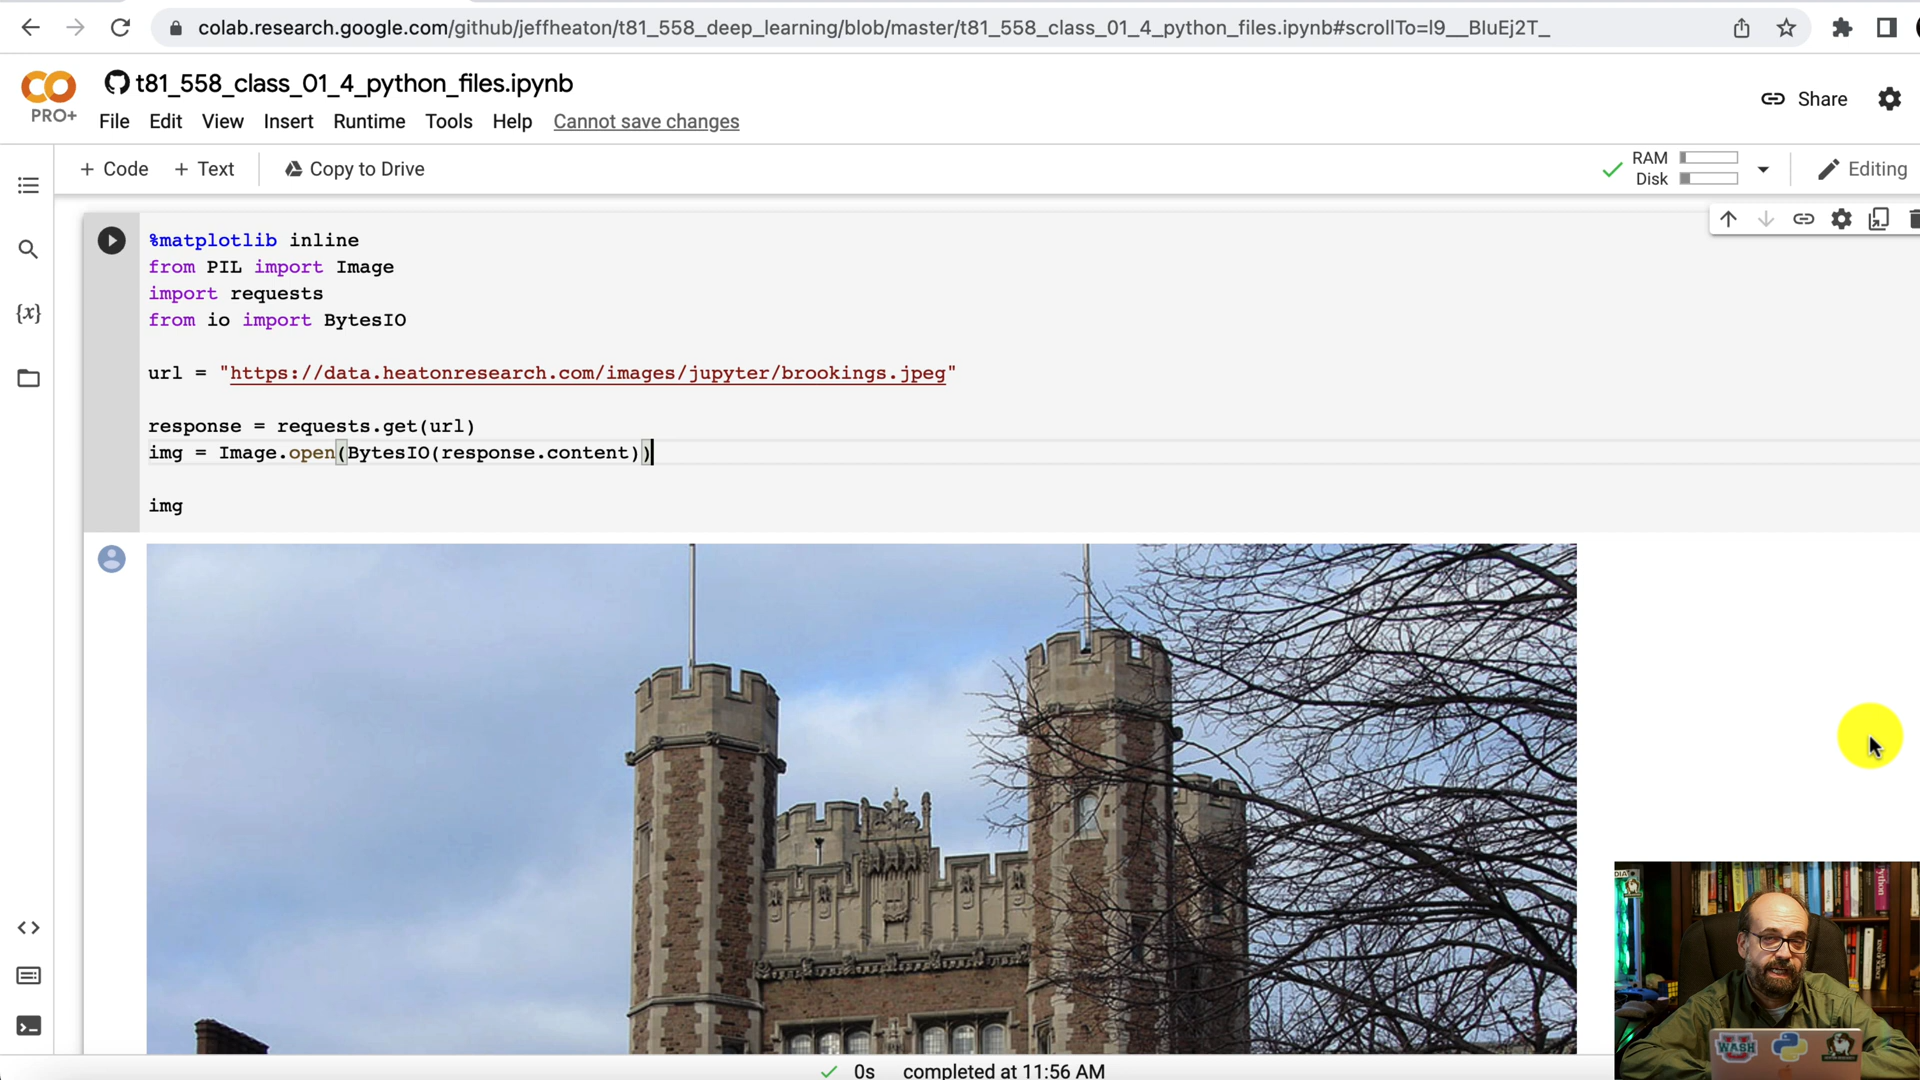 colab.research.google.com/github/jeffheaton/t81_558_deep_learning/blob/master/t81_558_class_01_4_python_files.ipynb#scrollTo=l9__BluEj2T_
CO
PRO+
t81_558_class_01_4_python_files.ipynb
File Edit View Insert Runtime Tools Help Cannot save changes
Share
+ Code + Text Copy to Drive
RAM
Disk
Editing
{x}
%matplotlib inline
from PIL import Image
import requests
from io import BytesIO
url = "https://data.heatonresearch.com/images/jupyter/brookings.jpeg"
response = requests.get(url)
img = Image.open(BytesIO(response.content))
img
0s completed at 11:56 AM
Python
WASH